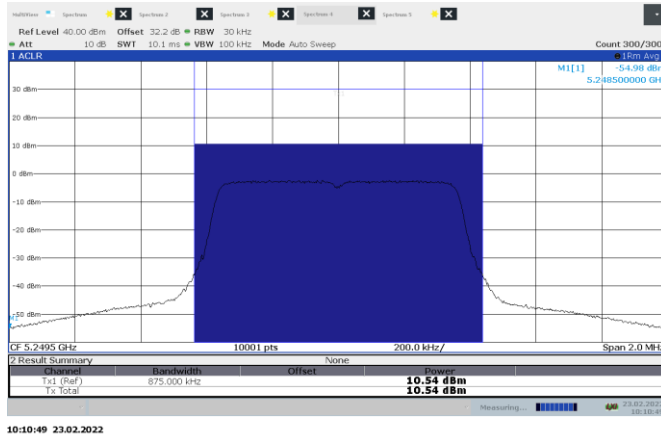 MultiView Spectrum X Spectrum 2 X Spectrum 3 X Spectrum 4 X Spectrum 5 X
Ref Level 40.00 dBm Offset 32.2 dB RBW 30 kHz
Att 10 dB SWT 10.1 ms VBW 100 kHz Mode Auto Sweep Count 300/300
1 ACLR 1Rm Avg
M1[1] -54.98 dBm
5.248500000 GH
30 dBm
20 dBm
10 dBm
0 dBm
-10 dBm
-20 dBm
-30 dBm
-40 dBm
M1
-50 dBm
CF 5.2495 GHz 10001 pts 200.0 kHz/ Span 2.0 MHz
2 Result Summary None
Channel Bandwidth Offset Power
Tx1 (Ref) 875.000 kHz 10.54 dBm
Tx Total 10.54 dBm
Measuring... 23.02.2022
10:10:49
10:10:49 23.02.2022